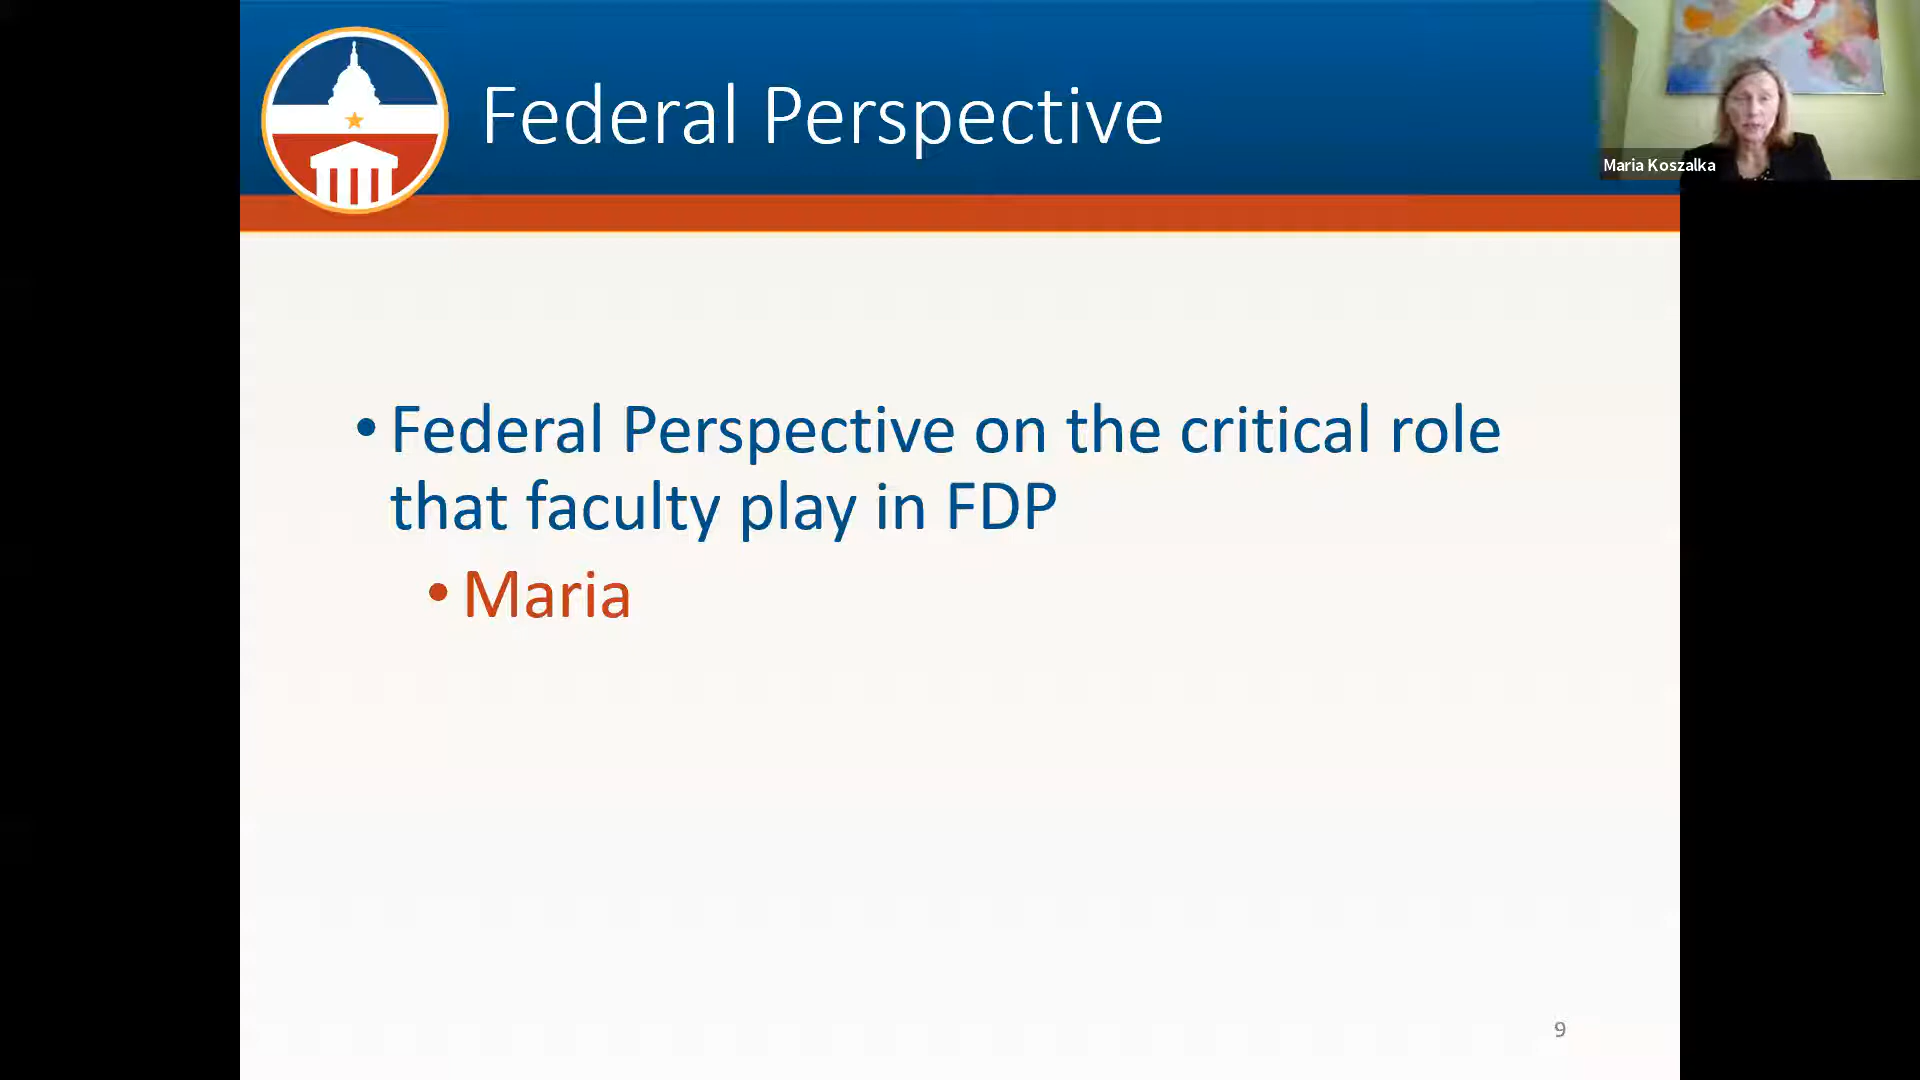 Federal Perspective
Maria Koszalka
• Federal Perspective on the critical role
that faculty play in FDP
• Maria
9